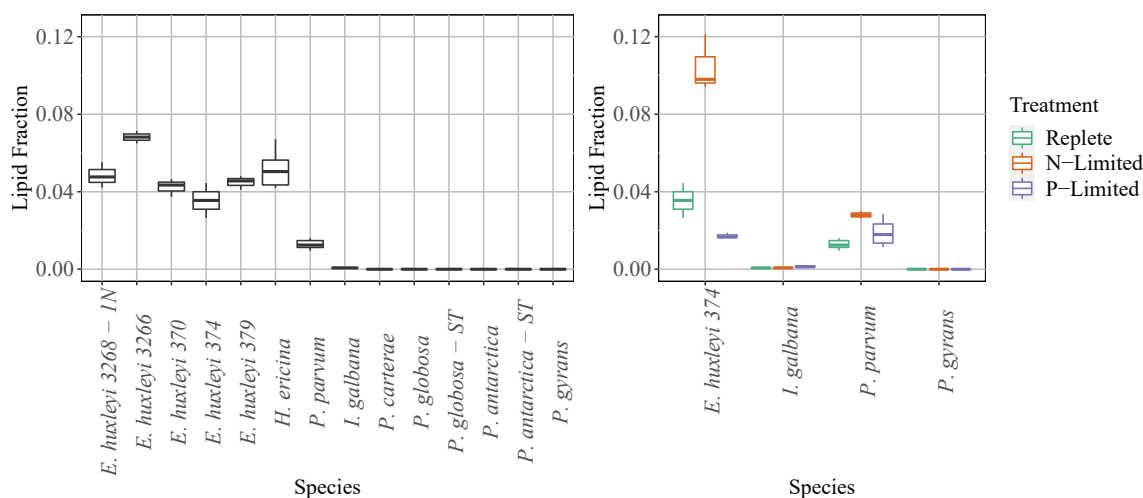 Lipid Fraction
0.12
0.08
0.04
0.00
E. huxleyi 3268 − 1N
E. huxleyi 3266
E. huxleyi 370
E. huxleyi 374
E. huxleyi 379
H. ericina
P. parvum
I. galbana
P. carterae
P. globosa
P. globosa − ST
P. antarctica
P. antarctica − ST
P. gyrans
Species
Lipid Fraction
0.12
0.08
0.04
0.00
E. huxleyi 374
I. galbana
P. parvum
P. gyrans
Species
Treatment
Replete
N−Limited
P−Limited